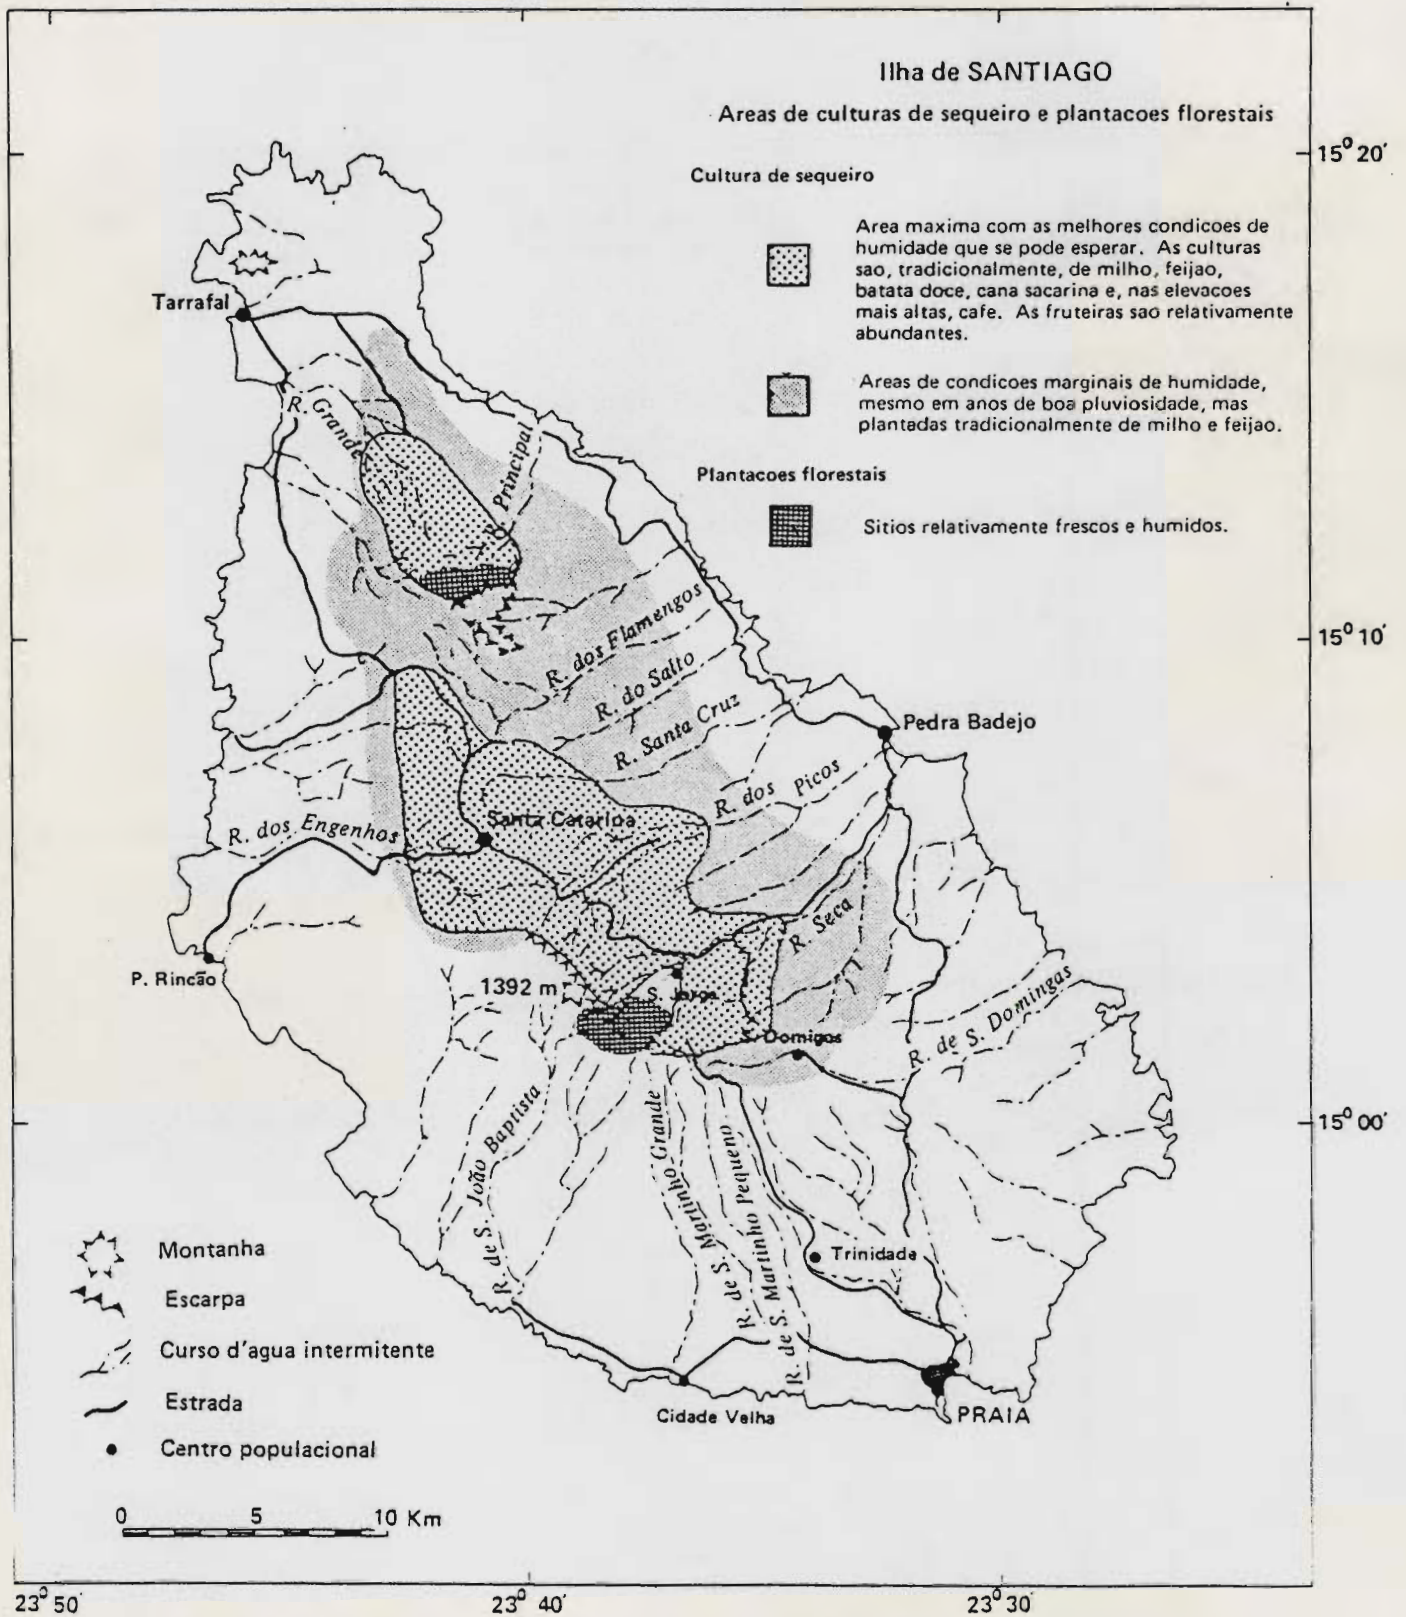 Ilha de SANTIAGO
Areas de culturas de sequeiro e plantacoes florestais
Cultura de sequeiro
Area maxima com as melhores condicoes de
humidade que se pode esperar. As culturas
sao, tradicionalmente, de milho, feijao,
batata doce, cana sacarina e, nas elevacoes
mais altas, cafe. As fruteiras sao relativamente
abundantes.
Areas de condicoes marginais de humidade,
mesmo em anos de boa pluviosidade, mas
plantadas tradicionalmente de milho e feijao.
Plantacoes florestais
Sitios relativamente frescos e humidos.
15° 20'
15° 10'
15° 00'
Tarrafal
R. Grande
R. Principal
R. dos Flamengos
R. do Salto
R. Santa Cruz
Pedra Badejo
R. dos Picos
Santa Catarina
R. dos Engenhos
R. Seca
P. Rincão
1392 m
S. Jorge
S. Domigos
R. de S. Domingas
R. de S. João Baptista
R. de S. Martinho Grande
R. de S. Martinho Pequeno
Trinidade
Cidade Velha
PRAIA
Montanha
Escarpa
Curso d'agua intermitente
Estrada
Centro populacional
0 5 10 Km
23° 50'
23° 40'
23° 30'